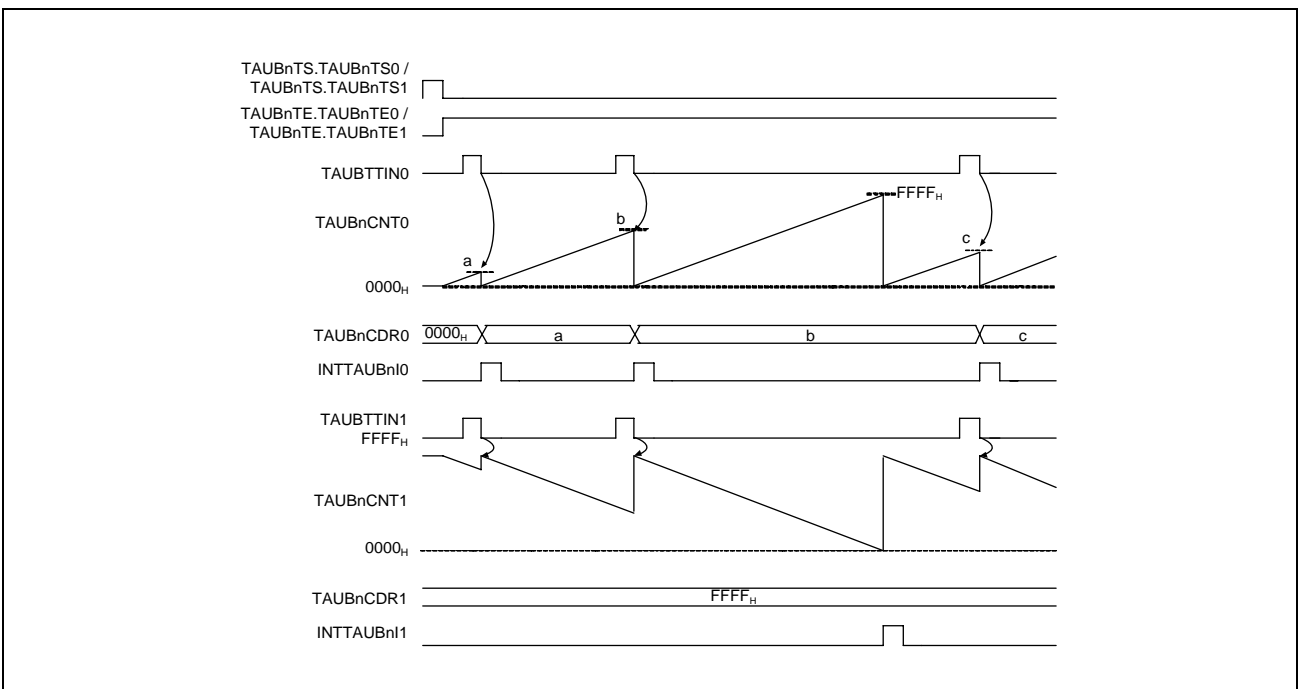 TAUBnTS.TAUBnTS0 /
TAUBnTS.TAUBnTS1
TAUBnTE.TAUBnTE0 /
TAUBnTE.TAUBnTE1
TAUBTTIN0
FFFFH
TAUBnCNT0
b
c
a
0000H
TAUBnCDR0
0000H
a
b
c
INTTAUBnI0
TAUBTTIN1
FFFFH
TAUBnCNT1
0000H
TAUBnCDR1
FFFFH
INTTAUBnI1